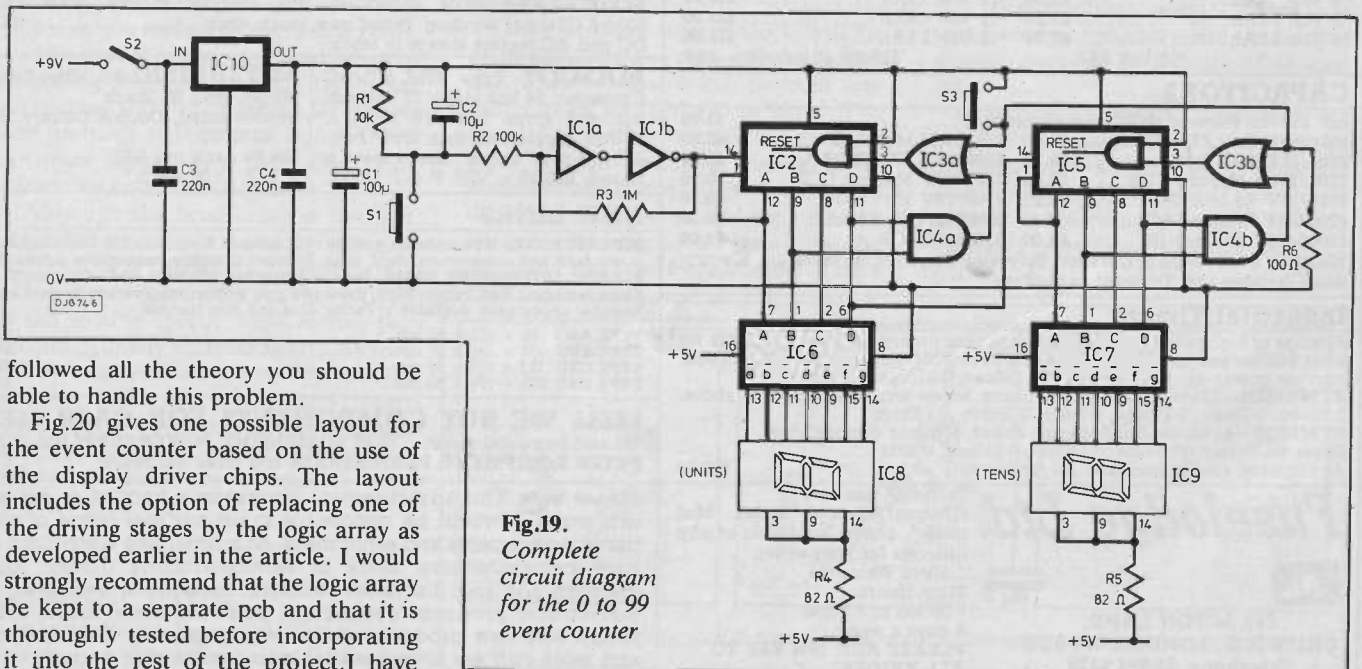 S2
+9V
IN
IC10
OUT
R1
10k
+
C2
10µ
R2 100k
IC1a
IC1b
R3 1M
C3
220n
C4
220n
+
C1
100µ
S1
0V
DJ674.6
S3
5
14
1
RESET
IC2
2
3
10
A B C D
12 9 8 11
IC3a
IC4a
5
14
1
RESET
IC5
2
3
10
A B C D
12 9 8 11
IC3b
IC4b
R6
100Ω
7 1 2 6
+5V
16
A B C D
IC6
8
a b c d e f g
13 12 11 10 9 15 14
(UNITS)
IC8
3 9 14
R4
82Ω
+5V
7 1 2 6
+5V
16
A B C D
IC7
8
a b c d e f g
13 12 11 10 9 15 14
(TENS)
IC9
3 9 14
R5
82Ω
+5V
Fig.19.
Complete
circuit diagram
for the 0 to 99
event counter
followed all the theory you should be
able to handle this problem.
Fig.20 gives one possible layout for
the event counter based on the use of
the display driver chips. The layout
includes the option of replacing one of
the driving stages by the logic array as
developed earlier in the article. I would
strongly recommend that the logic array
be kept to a separate pcb and that it is
thoroughly tested before incorporating
it into the rest of the project. I have